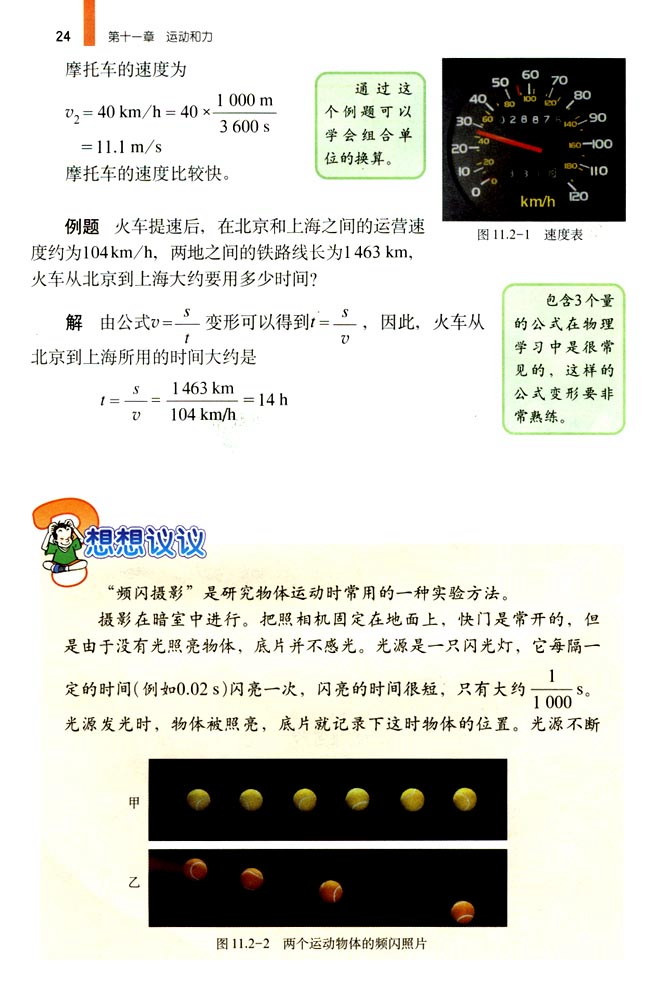 24 第十一章 运动和力
摩托车的速度为
v₂ = 40 km/h = 40 × 1 000 m / 3 600 s
= 11.1 m/s
摩托车的速度比较快。
通过这
个例题可以
学会组合单
位的换算。
0 10 20 30 40 50 60 70 80 90 100 110 120
20 40 60 80 100 120 140 160 180
km/h
图 11.2-1 速度表
例题 火车提速后，在北京和上海之间的运营速
度约为104 km/h，两地之间的铁路线长为1 463 km，
火车从北京到上海大约要用多少时间？
解 由公式v = s/t 变形可以得到t = s/v ，因此，火车从
北京到上海所用的时间大约是
t = s/v = 1 463 km / 104 km/h = 14 h
包含3个量
的公式在物理
学习中是很常
见的，这样的
公式变形要非
常熟练。
想想议议
“频闪摄影”是研究物体运动时常用的一种实验方法。
摄影在暗室中进行。把照相机固定在地面上，快门是常开的，但
是由于没有光照亮物体，底片并不感光。光源是一只闪光灯，它每隔一
定的时间(例如0.02 s)闪亮一次，闪亮的时间很短，只有大约 1/1 000 s。
光源发光时，物体被照亮，底片就记录下这时物体的位置。光源不断
甲
乙
图 11.2-2 两个运动物体的频闪照片